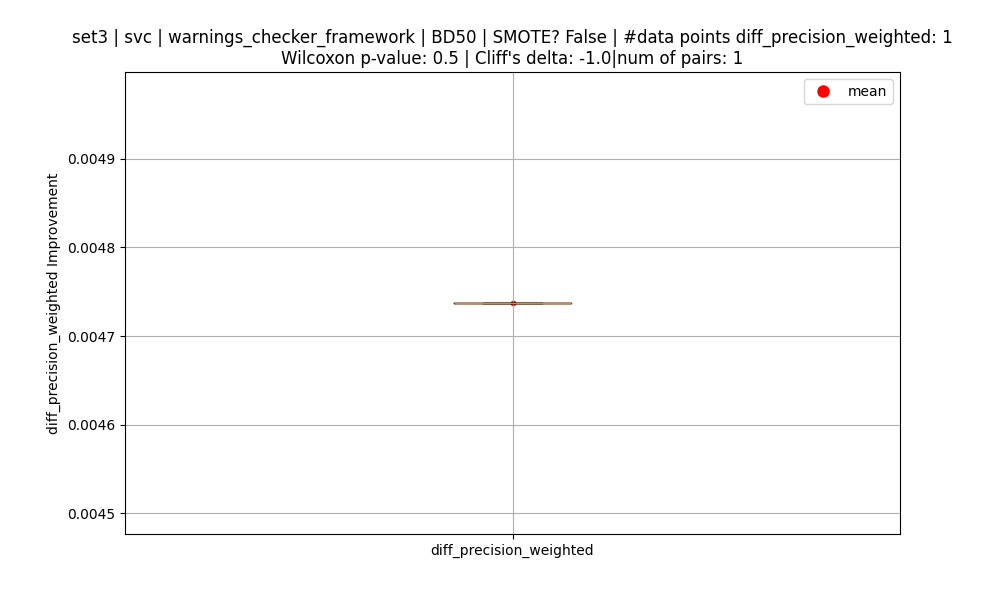 set3 | svc | warnings_checker_framework | BD50 | SMOTE? False | #data points diff_precision_weighted: 1
Wilcoxon p-value: 0.5 | Cliff's delta: -1.0|num of pairs: 1
mean
diff_precision_weighted Improvement
0.0049
0.0048
0.0047
0.0046
0.0045
diff_precision_weighted